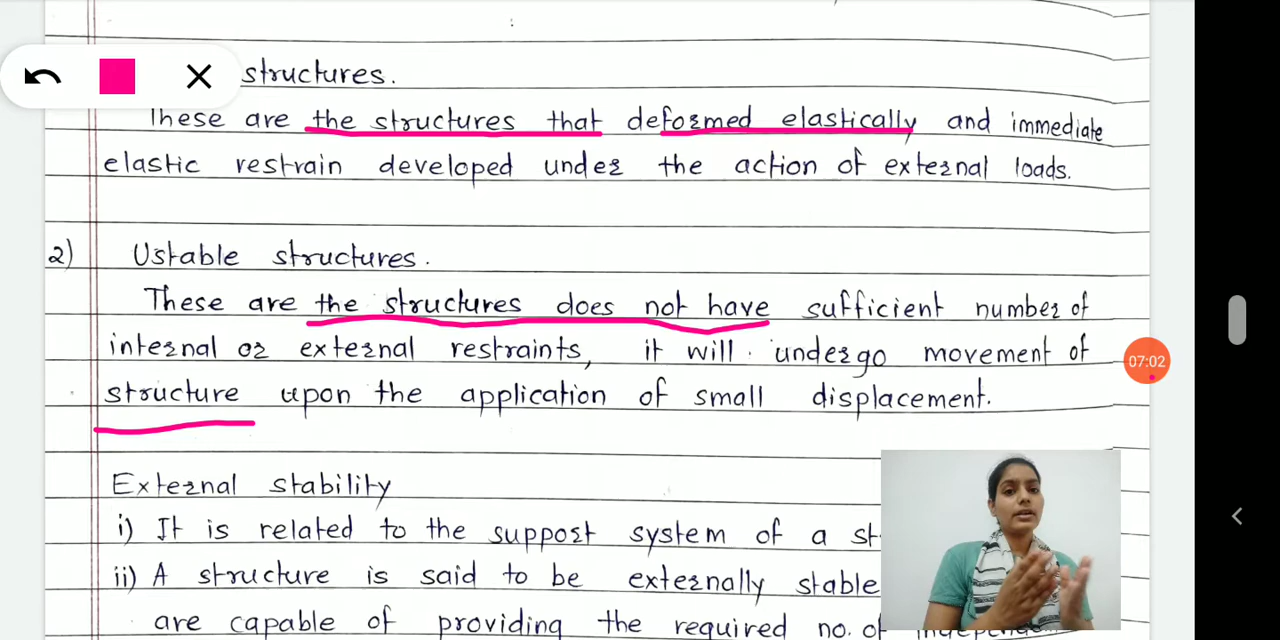 structures.
These are the structures that deformed elastically and immediate
elastic restrain developed under the action of external loads.
2) Ustable structures.
These are the structures does not have sufficient number of
internal or external restraints, it will undergo movement of
structure upon the application of small displacement.
07:02
External stability
i) It is related to the support system of a st
ii) A structure is said to be externally stable
are capable of providing the required no. of